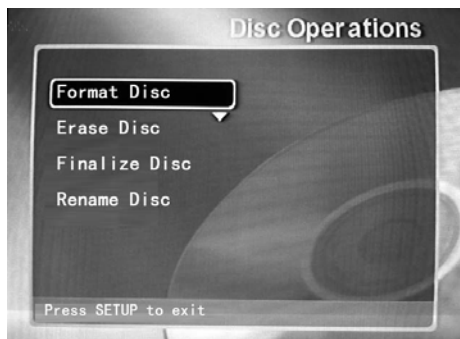 Disc Operations
Format Disc
Erase Disc
Finalize Disc
Rename Disc
Press SETUP to exit